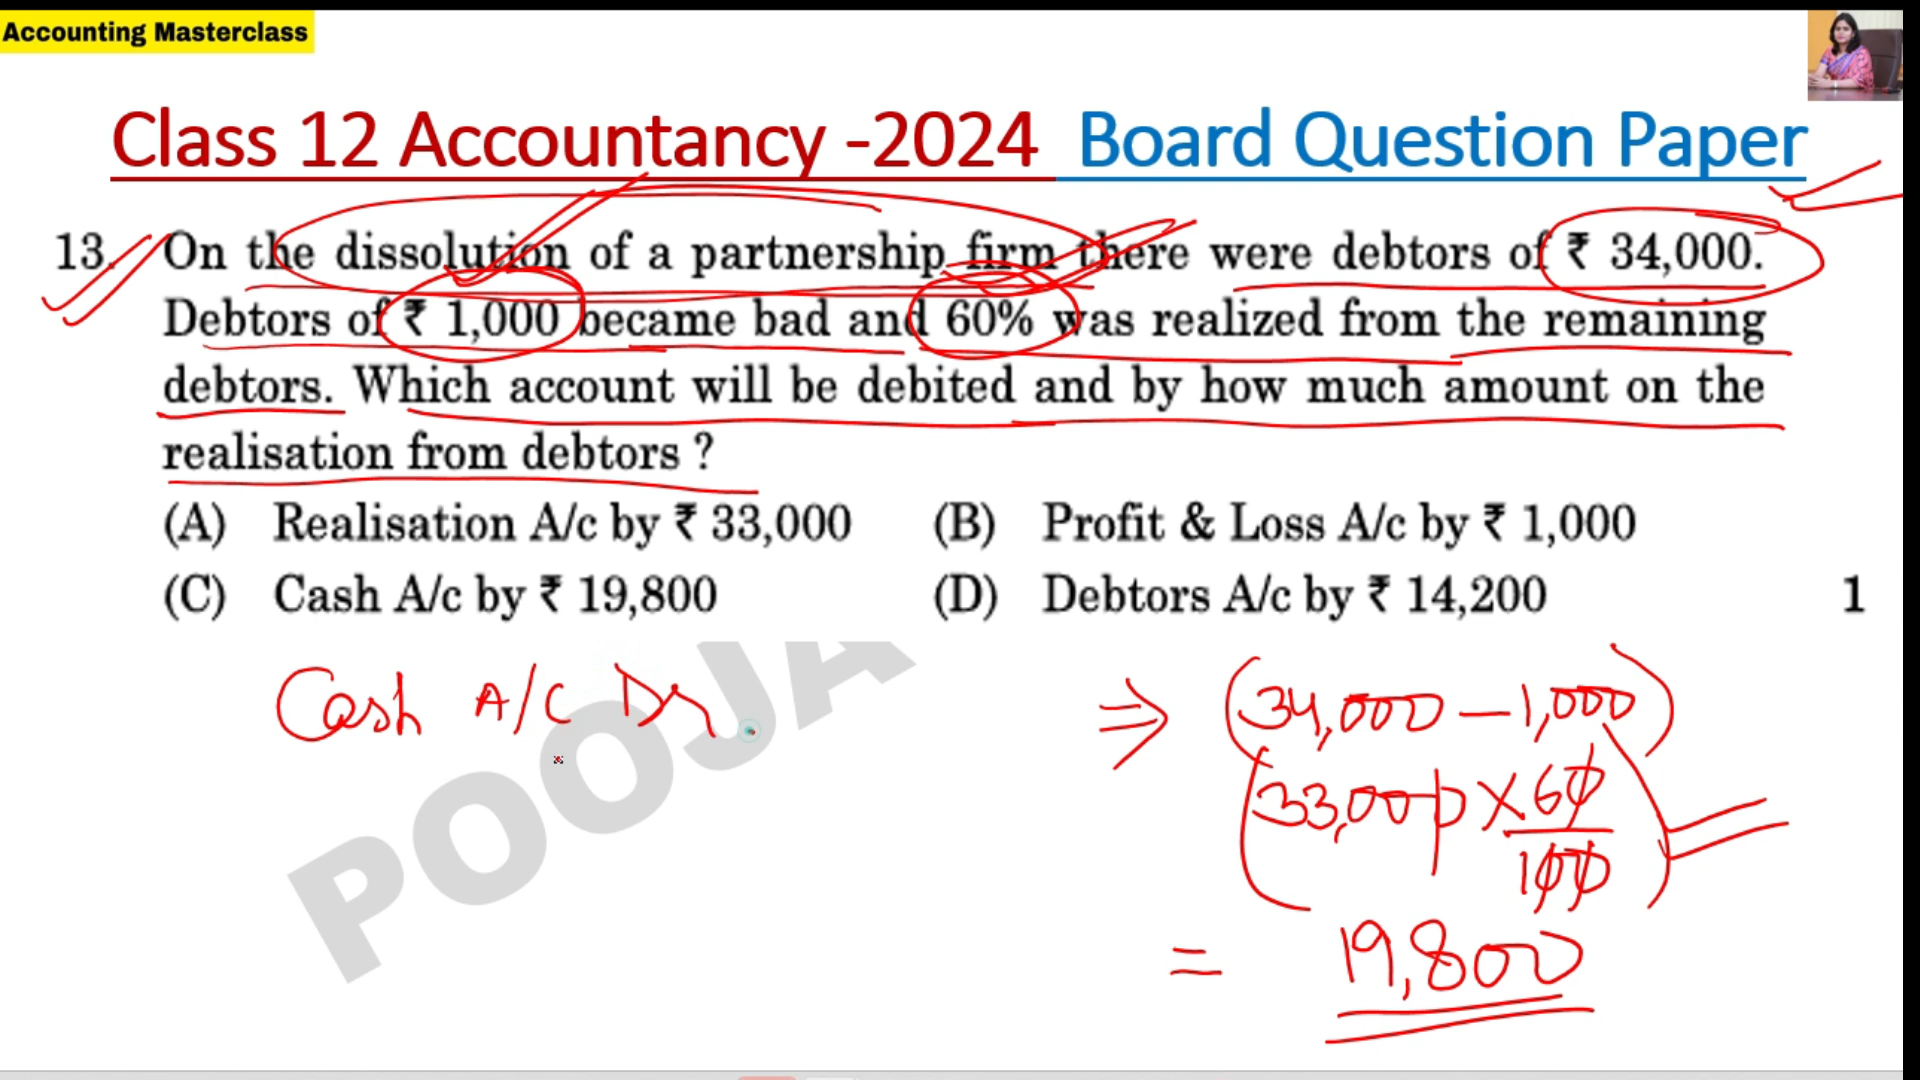 Accounting Masterclass
Class 12 Accountancy -2024 Board Question Paper
13. On the dissolution of a partnership firm there were debtors of ₹ 34,000.
Debtors of ₹ 1,000 became bad and 60% was realized from the remaining
debtors. Which account will be debited and by how much amount on the
realisation from debtors ?
(A) Realisation A/c by ₹ 33,000 (B) Profit & Loss A/c by ₹ 1,000
(C) Cash A/c by ₹ 19,800 (D) Debtors A/c by ₹ 14,200 1
Cash A/C Dr. ⇒ (34,000 – 1,000)
(33,000 × 60/100)
= 19,800
POOJA